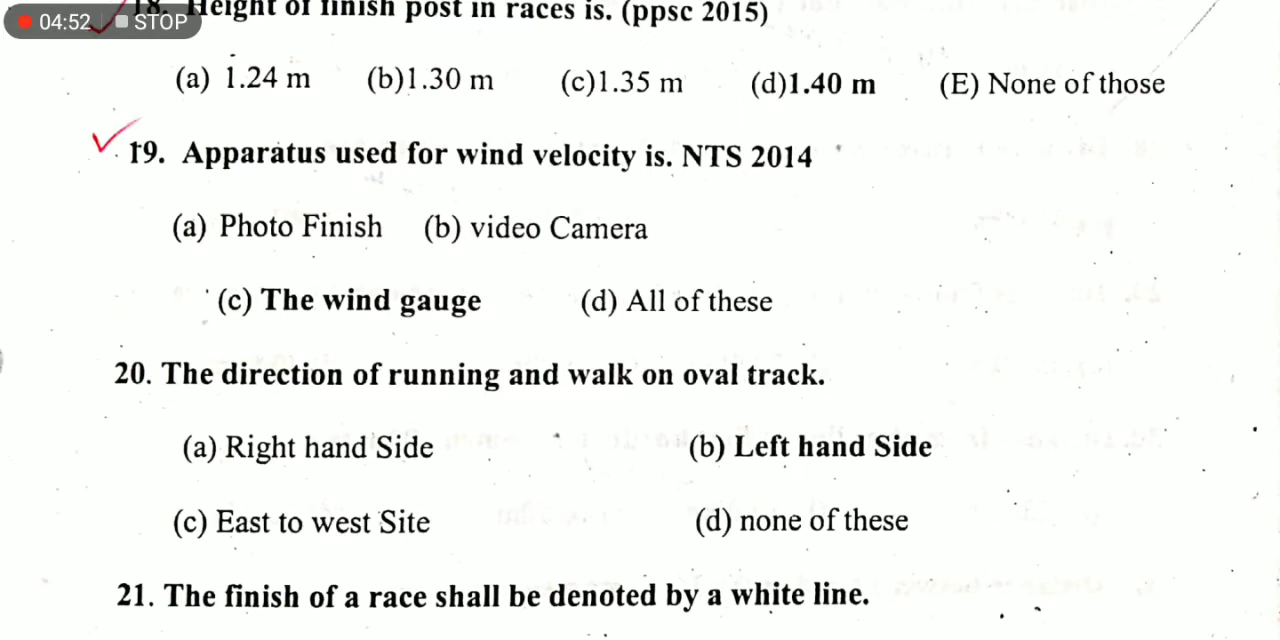 04:52 STOP
18. Height of finish post in races is. (ppsc 2015)
(a) 1.24 m (b)1.30 m (c)1.35 m (d)1.40 m (E) None of those
19. Apparatus used for wind velocity is. NTS 2014
(a) Photo Finish (b) video Camera
(c) The wind gauge (d) All of these
20. The direction of running and walk on oval track.
(a) Right hand Side (b) Left hand Side
(c) East to west Site (d) none of these
21. The finish of a race shall be denoted by a white line.